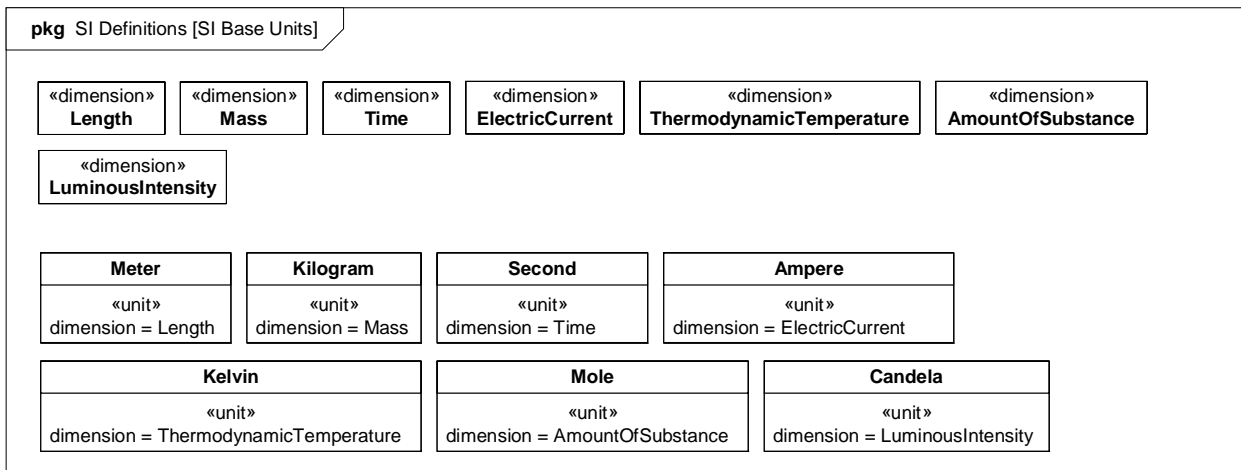 pkg SI Definitions [SI Base Units]
«dimension» «dimension» «dimension» «dimension» «dimension» «dimension»
Length Mass Time ElectricCurrent ThermodynamicTemperature AmountOfSubstance
«dimension»
LuminousIntensity
Meter Kilogram Second Ampere
«unit» «unit» «unit» «unit»
dimension = Length dimension = Mass dimension = Time dimension = ElectricCurrent
Kelvin Mole Candela
«unit» «unit» «unit»
dimension = ThermodynamicTemperature dimension = AmountOfSubstance dimension = LuminousIntensity